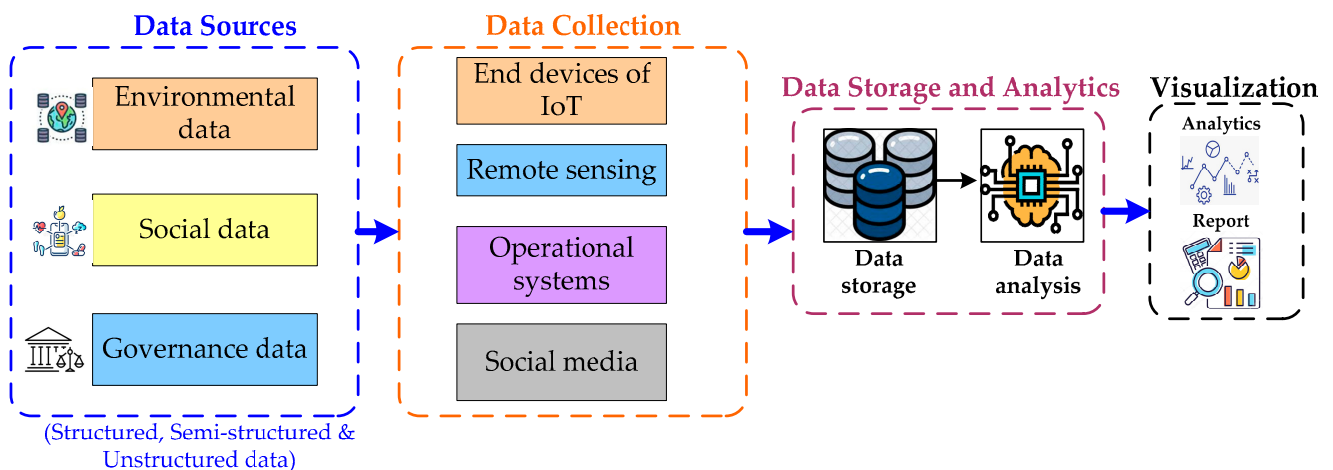 Data Sources
Environmental
data
Social data
Governance data
(Structured, Semi-structured &
Unstructured data)
Data Collection
End devices of
IoT
Remote sensing
Operational
systems
Social media
Data Storage and Analytics
Data
storage
Data
analysis
Visualization
Analytics
Report